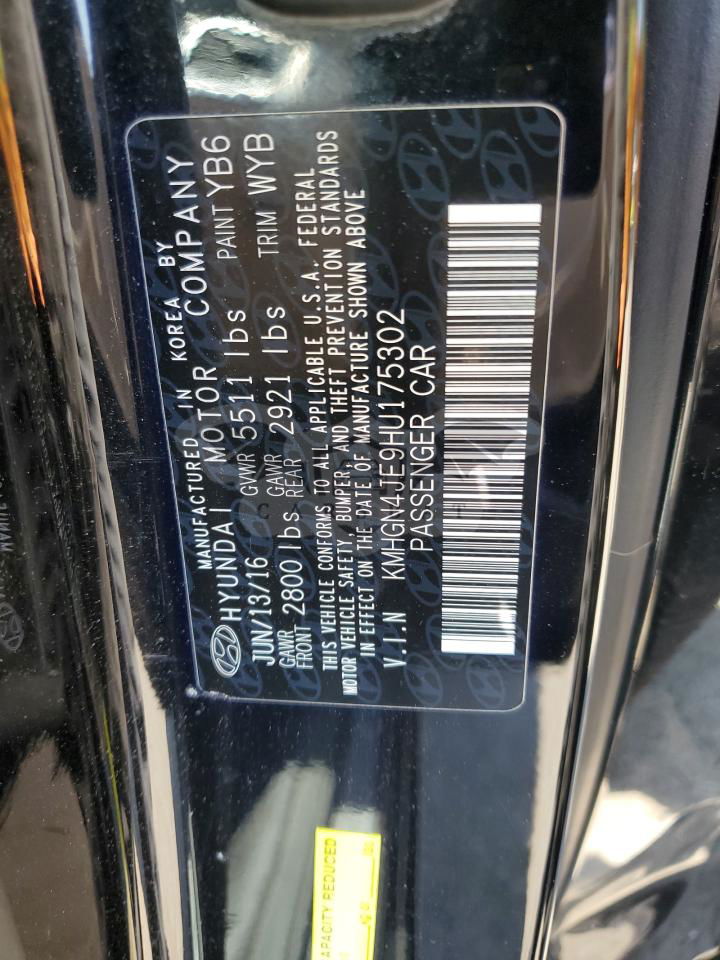 MANUFACTURED IN KOREA BY
HYUNDAI MOTOR COMPANY
JUN/13/16 GVWR 5511 lbs PAINT YB6
GAWR FRONT 2800 lbs GAWR REAR 2921 lbs TRIM WYB
THIS VEHICLE CONFORMS TO ALL APPLICABLE U.S.A. FEDERAL
MOTOR VEHICLE SAFETY, BUMPER, AND THEFT PREVENTION STANDARDS
IN EFFECT ON THE DATE OF MANUFACTURE SHOWN ABOVE
V.I.N KMHGN4JE9HU175302
PASSENGER CAR
APACITY REDUCED